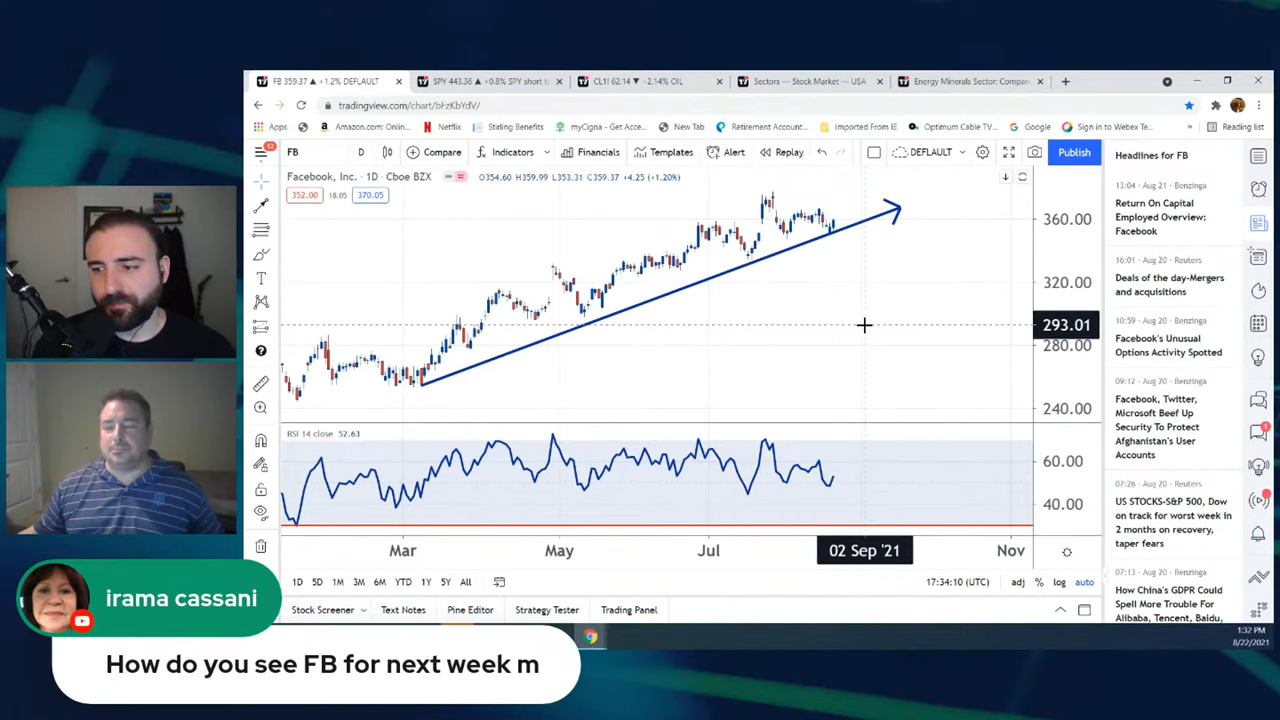 FB 359.37 ▲ +1.2% DEFLAULT
SPY 443.36 ▲ +0.8% SPY short t
CL1! 62.14 ▼ -2.14% OIL
Sectors — Stock Market — USA
Energy Minerals Sector: Compan
tradingview.com/chart/bFzKbYdV/
Apps
Amazon.com: Onlin...
Netflix
Stirling Benefits
myCigna - Get Acce...
New Tab
Retirement Account...
Imported From IE
Optimum Cable TV...
Google
Sign in to Webex Te...
Reading list
12
FB
D
Compare
Indicators
Financials
Templates
Alert
Replay
DEFLAULT
Publish
Facebook, Inc. · 1D · Cboe BZX
O354.60 H359.99 L353.31 C359.37 +4.25 (+1.20%)
352.00
18.05
370.05
360.00
320.00
293.01
280.00
240.00
RSI 14 close 52.63
60.00
40.00
Mar
May
Jul
02 Sep '21
Nov
1D
5D
1M
3M
6M
YTD
1Y
5Y
All
17:34:10 (UTC)
adj
%
log
auto
Stock Screener
Text Notes
Pine Editor
Strategy Tester
Trading Panel
Headlines for FB
13:04 · Aug 21 · Benzinga
Return On Capital
Employed Overview:
Facebook
16:01 · Aug 20 · Reuters
Deals of the day-Mergers
and acquisitions
10:59 · Aug 20 · Benzinga
Facebook's Unusual
Options Activity Spotted
09:12 · Aug 20 · Benzinga
Facebook, Twitter,
Microsoft Beef Up
Security To Protect
Afghanistan's User
Accounts
07:26 · Aug 20 · Reuters
US STOCKS-S&P 500, Dow
on track for worst week in
2 months on recovery,
taper fears
07:13 · Aug 20 · Benzinga
How China's GDPR Could
Spell More Trouble For
Alibaba, Tencent, Baidu,
1
1:32 PM
8/22/2021
irama cassani
How do you see FB for next week m